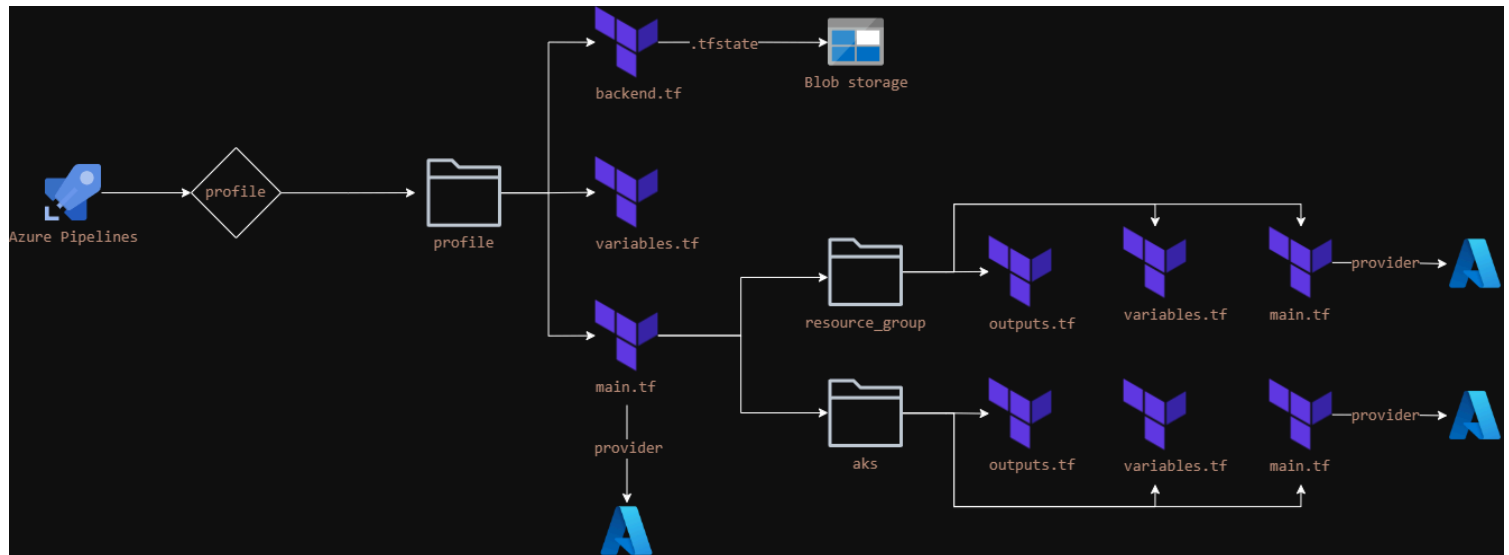 .tfstate
backend.tf
Blob storage
profile
Azure Pipelines
profile
variables.tf
resource_group
outputs.tf
variables.tf
main.tf
provider
main.tf
provider
aks
outputs.tf
variables.tf
main.tf
provider